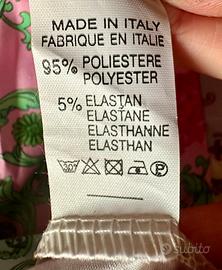 MADE IN ITALY
FABRIQUE EN ITALIE
95% POLIESTERE
POLYESTER
5% ELASTAN
ELASTANE
ELASTHANNE
ELASTHAN
P
subito